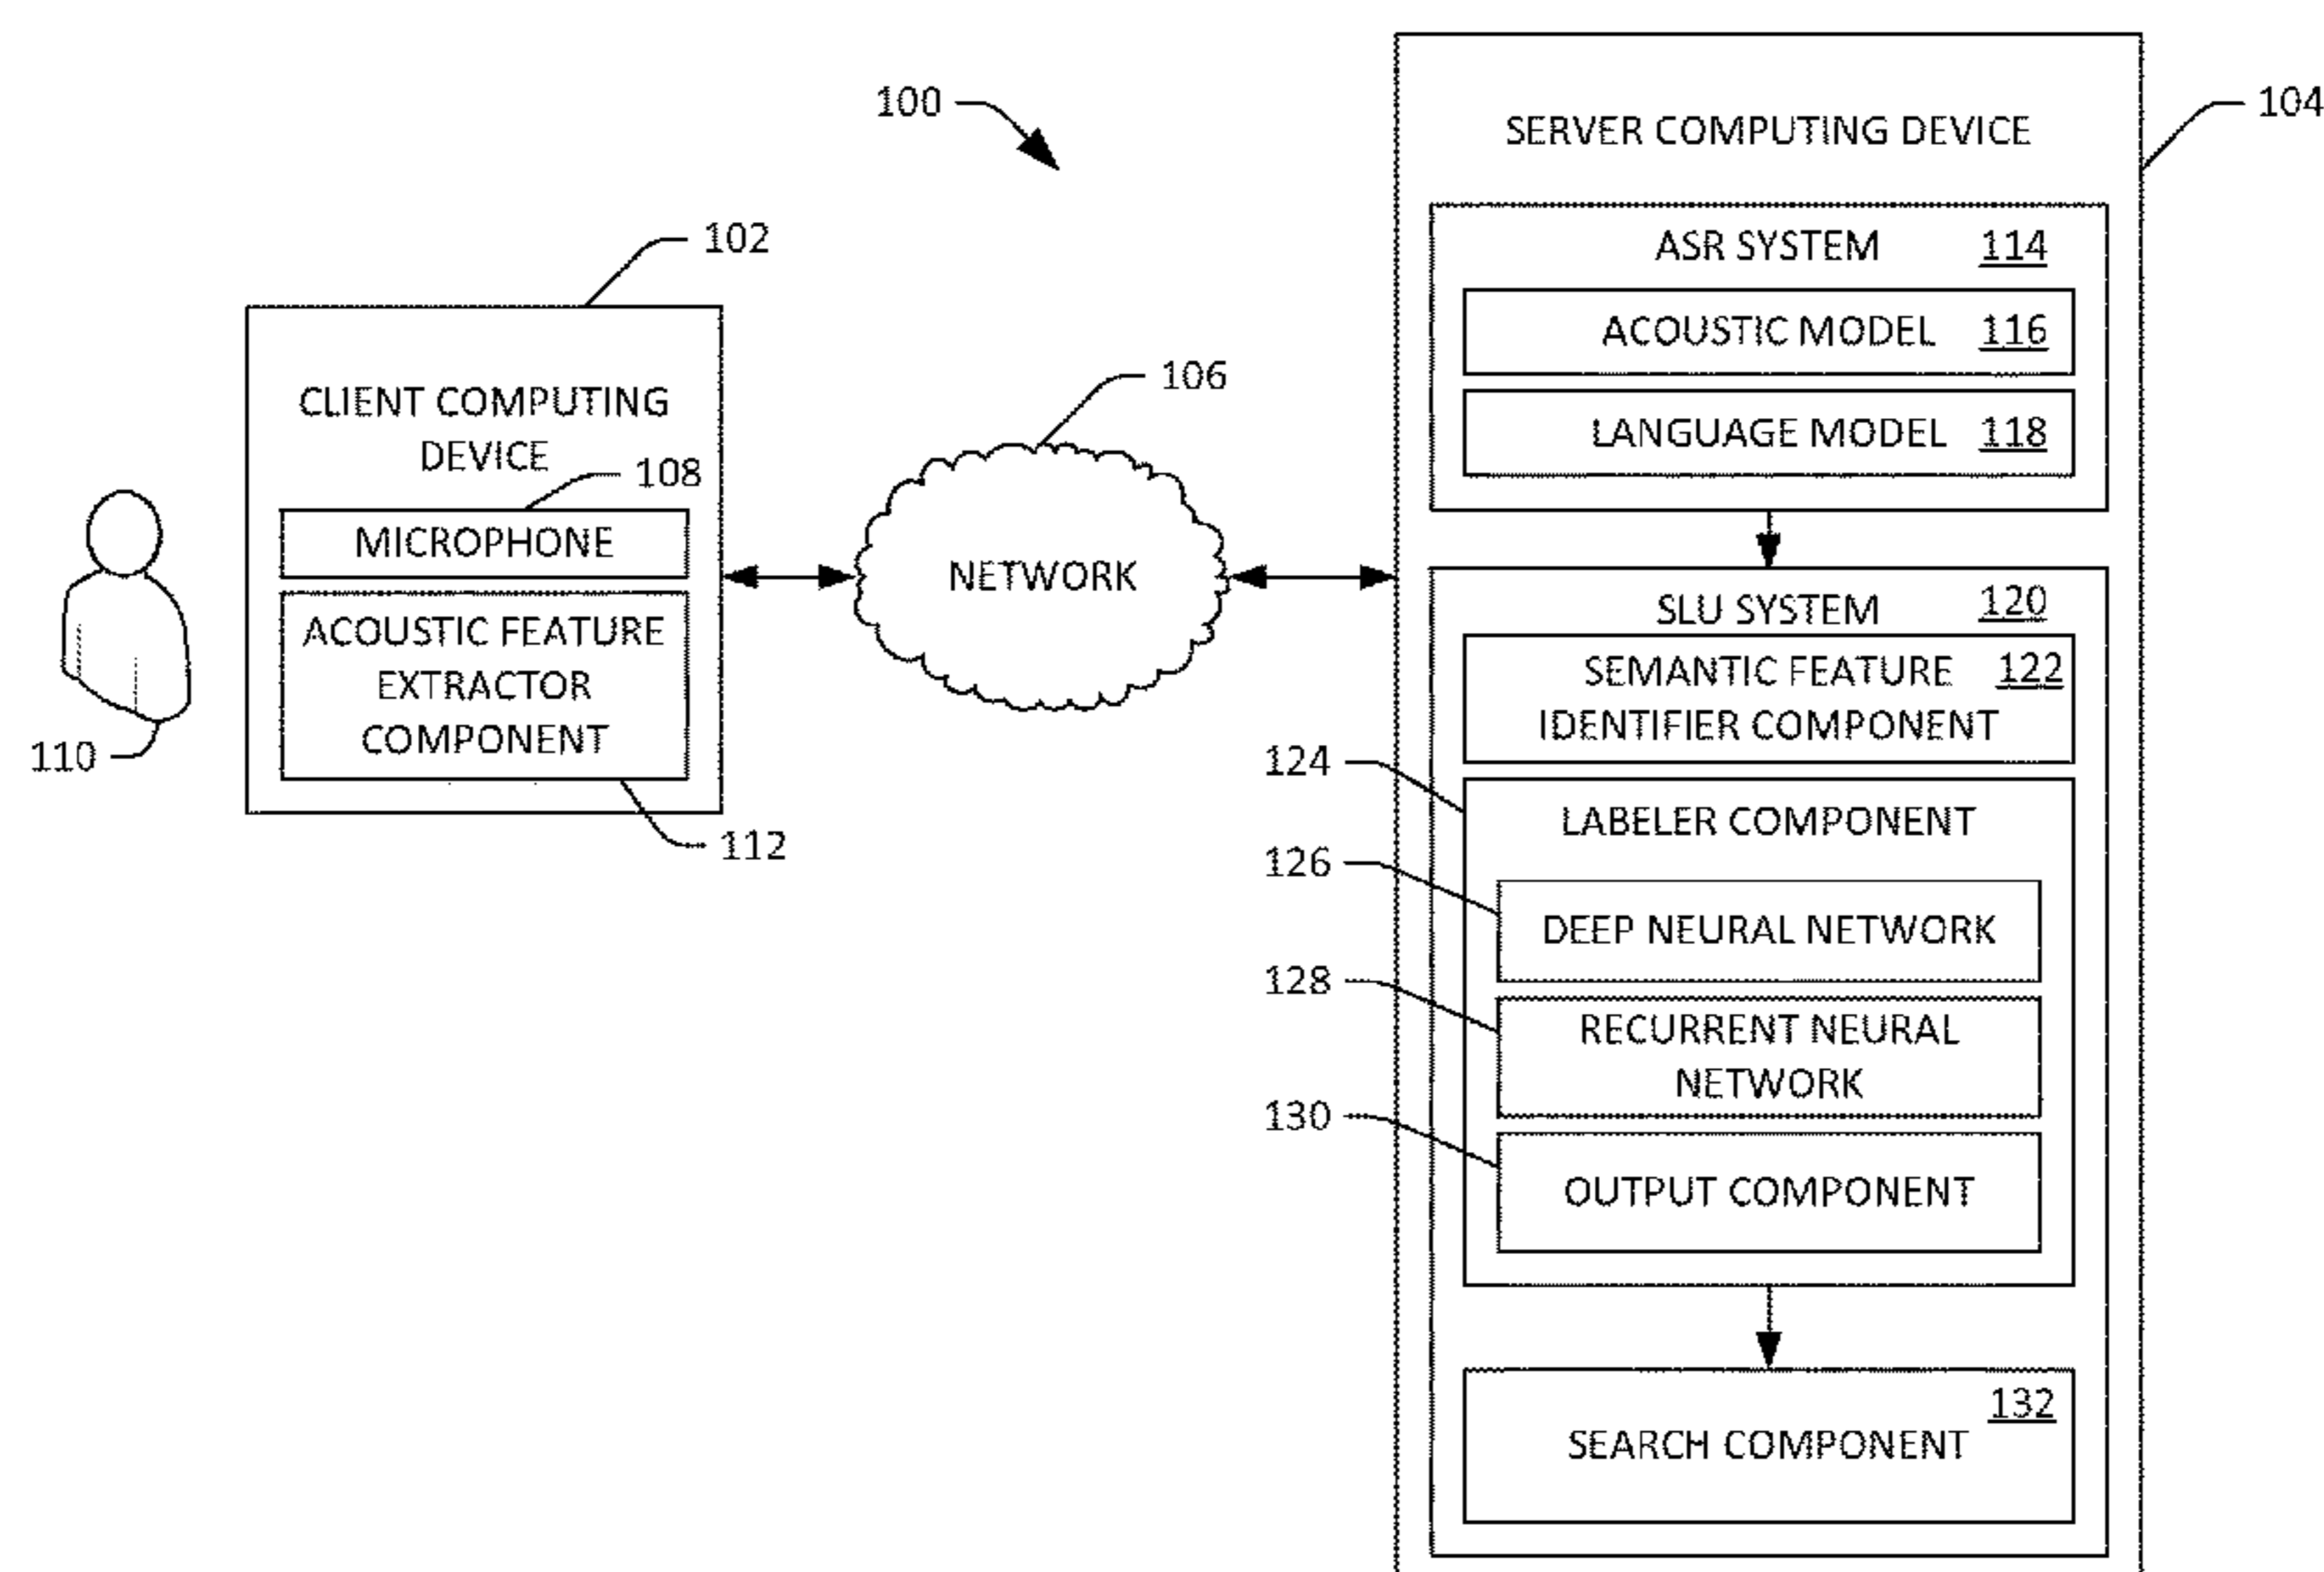 100
104
SERVER COMPUTING DEVICE
102
ASR SYSTEM 114
ACOUSTIC MODEL 116
LANGUAGE MODEL 118
CLIENT COMPUTING
DEVICE
108
MICROPHONE
ACOUSTIC FEATURE
EXTRACTOR
COMPONENT
110
112
106
NETWORK
SLU SYSTEM 120
SEMANTIC FEATURE 122
IDENTIFIER COMPONENT
124
LABELER COMPONENT
126
DEEP NEURAL NETWORK
128
RECURRENT NEURAL
NETWORK
130
OUTPUT COMPONENT
132
SEARCH COMPONENT